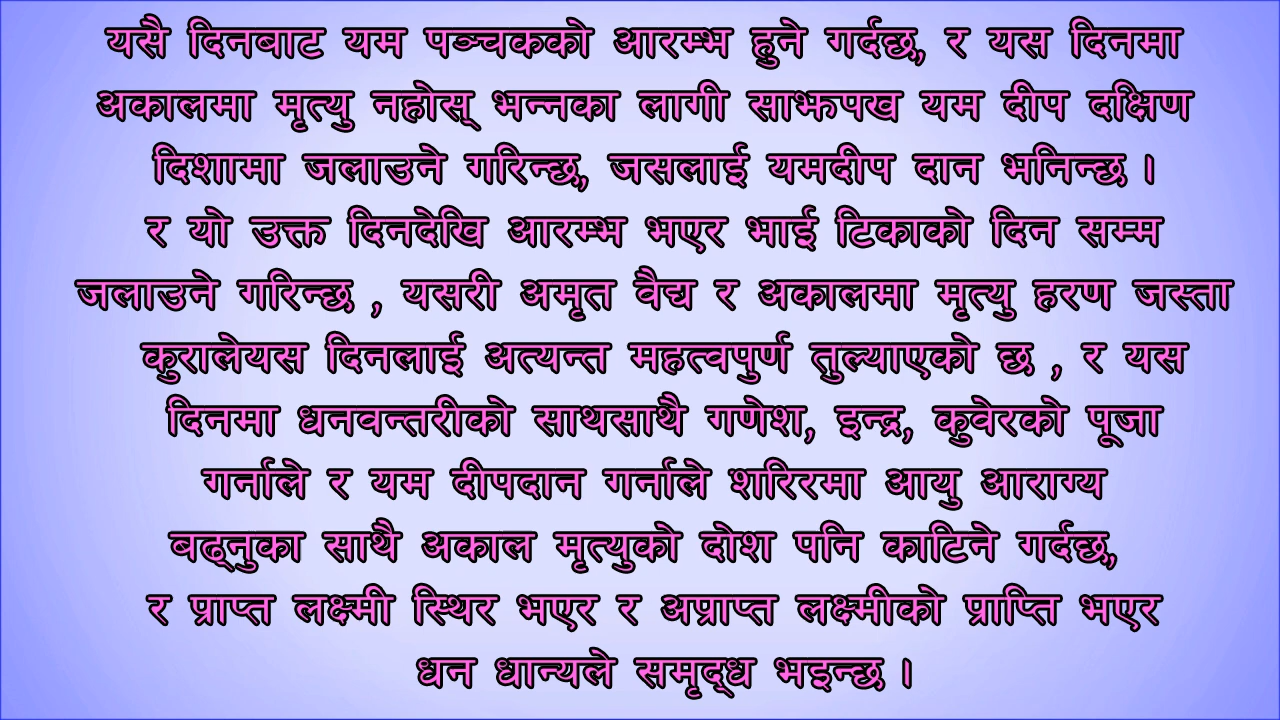 यसै दिनबाट यम पञ्चकको आरम्भ हुने गर्दछ, र यस दिनमा
अकालमा मृत्यु नहोस् भन्नका लागी साझपख यम दीप दक्षिण
दिशामा जलाउने गरिन्छ, जसलाई यमदीप दान भनिन्छ ।
र यो उक्त दिनदेखि आरम्भ भएर भाई टिकाको दिन सम्म
जलाउने गरिन्छ , यसरी अमृत वैद्य र अकालमा मृत्यु हरण जस्ता
कुरालेयस दिनलाई अत्यन्त महत्वपुर्ण तुल्याएको छ , र यस
दिनमा धनवन्तरीको साथसाथै गणेश, इन्द्र, कुवेरको पूजा
गर्नाले र यम दीपदान गर्नाले शरिरमा आयु आराग्य
बढ्नुका साथै अकाल मृत्युको दोश पनि काटिने गर्दछ,
र प्राप्त लक्ष्मी स्थिर भएर र अप्राप्त लक्ष्मीको प्राप्ति भएर
धन धान्यले समृद्ध भइन्छ ।